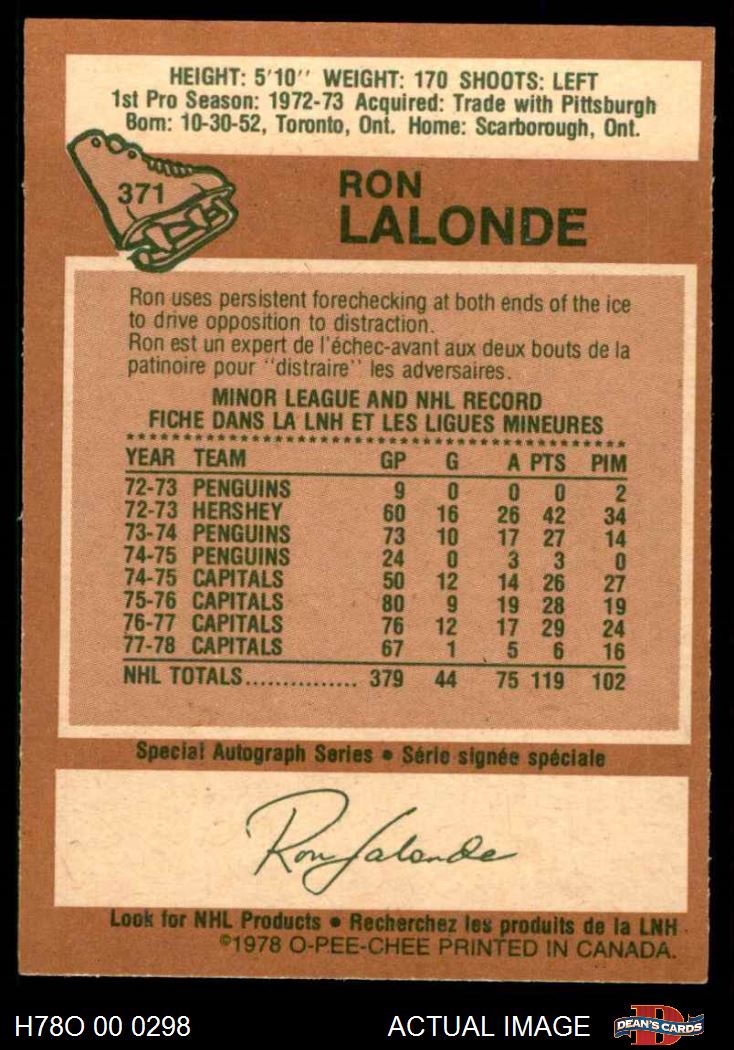 HEIGHT: 5'10'' WEIGHT: 170 SHOOTS: LEFT
1st Pro Season: 1972-73 Acquired: Trade with Pittsburgh
Born: 10-30-52, Toronto, Ont. Home: Scarborough, Ont.
371
RON
LALONDE
Ron uses persistent forechecking at both ends of the ice
to drive opposition to distraction.
Ron est un expert de l'échec-avant aux deux bouts de la
patinoire pour ''distraire'' les adversaires.
MINOR LEAGUE AND NHL RECORD
FICHE DANS LA LNH ET LES LIGUES MINEURES
YEAR TEAM GP G A PTS PIM
72-73 PENGUINS 9 0 0 0 2
72-73 HERSHEY 60 16 26 42 34
73-74 PENGUINS 73 10 17 27 14
74-75 PENGUINS 24 0 3 3 0
74-75 CAPITALS 50 12 14 26 27
75-76 CAPITALS 80 9 19 28 19
76-77 CAPITALS 76 12 17 29 24
77-78 CAPITALS 67 1 5 6 16
NHL TOTALS............... 379 44 75 119 102
Special Autograph Series • Série signée spéciale
Ron Lalonde
Look for NHL Products • Recherchez les produits de la LNH
©1978 O-PEE-CHEE PRINTED IN CANADA.
H78O 00 0298 ACTUAL IMAGE D DEAN'S CARDS